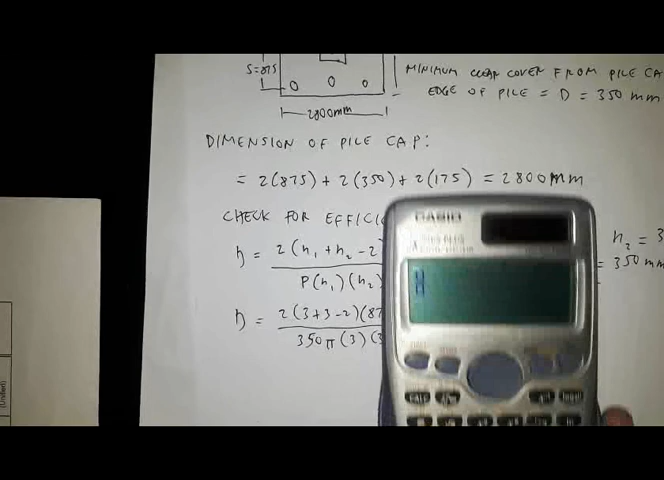 S=875
MINIMUM CLEAR COVER FROM PILE CA
EDGE OF PILE = D = 350 mm
2800mm
DIMENSION OF PILE CAP:
= 2(875) + 2(350) + 2(175) = 2800mm
CHECK FOR EFFICI
CASIO
η = 2(n₁ + n₂ - 2
P(n₁)(n₂)
n₂ = 3
= 350 mm
η = 2(3+3-2)(87
350π(3)(3
CALC